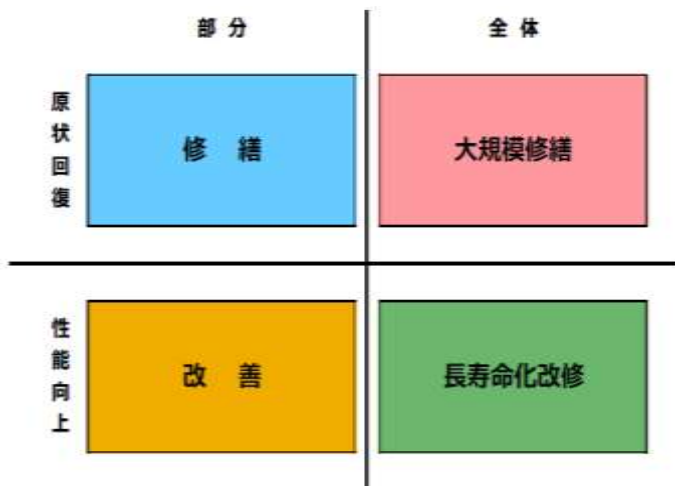 部分
全体
原状回復
修繕
大規模修繕
性能向上
改善
長寿命化改修